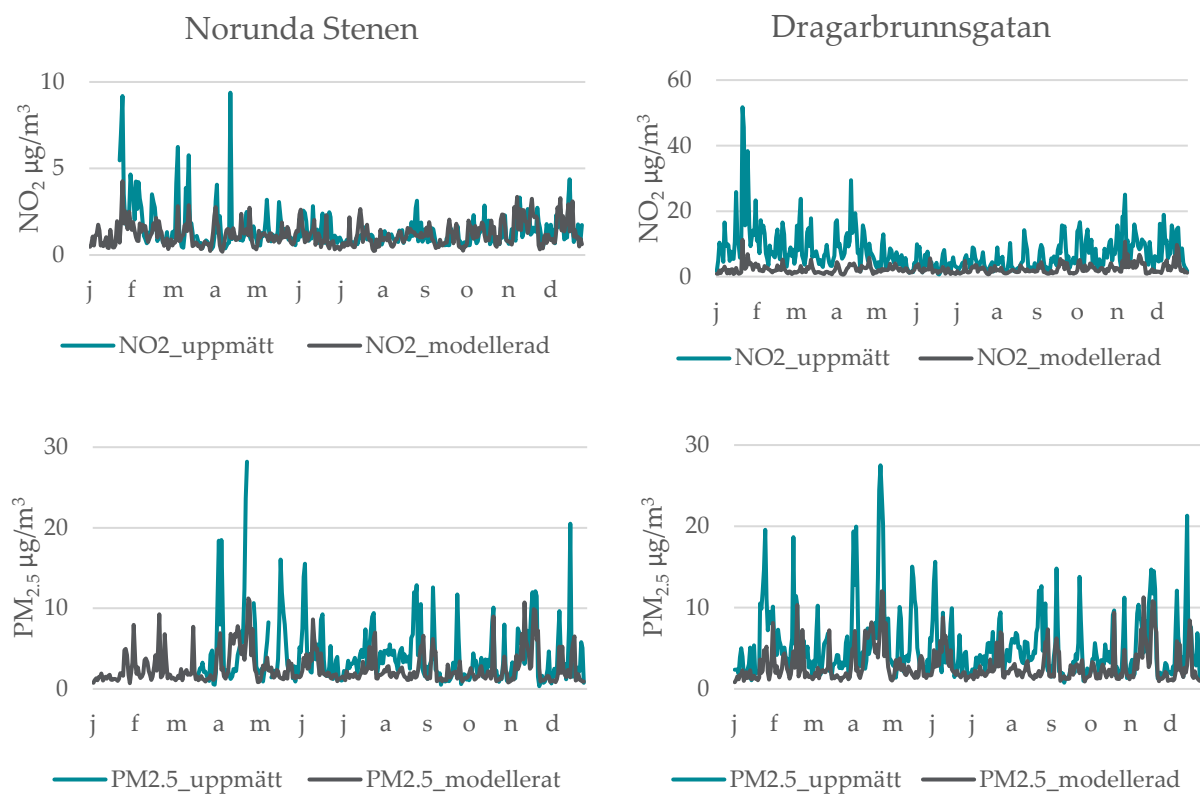 Norunda Stenen
10
5
0
NO₂ µg/m³
j f m a m j j a s o n d
NO2_uppmätt NO2_modellerad
Dragarbrunnsgatan
60
40
20
0
NO₂ µg/m³
j f m a m j j a s o n d
NO2_uppmätt NO2_modellerad
30
20
10
0
PM₂.₅ µg/m³
j f m a m j j a s o n d
PM2.5_uppmätt PM2.5_modellerat
30
20
10
0
PM₂.₅ µg/m³
j f m a m j j a s o n d
PM2.5_uppmätt PM2.5_modellerad